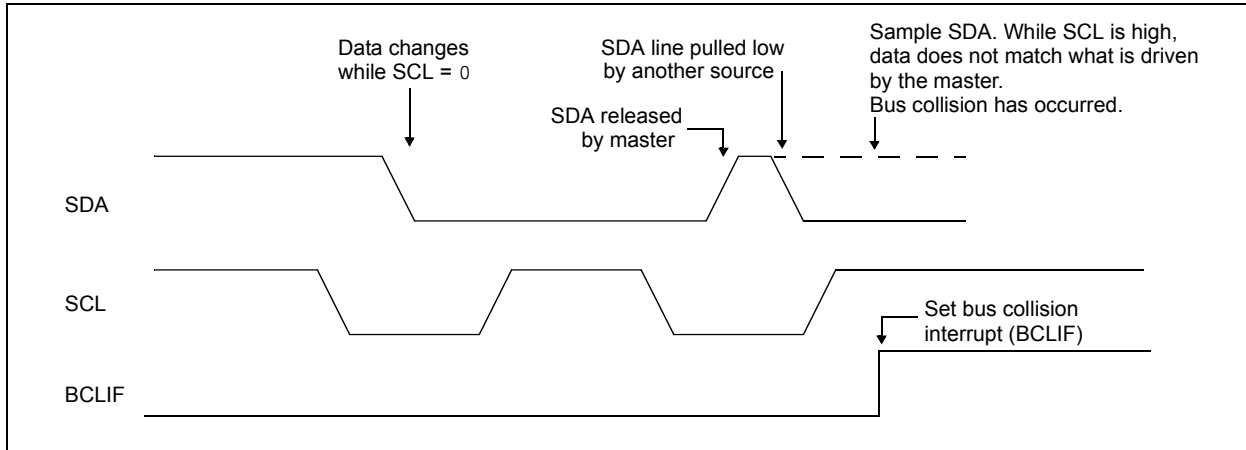 Data changes
while SCL = 0
SDA line pulled low
by another source
SDA released
by master
Sample SDA. While SCL is high,
data does not match what is driven
by the master.
Bus collision has occurred.
SDA
SCL
Set bus collision
interrupt (BCLIF)
BCLIF